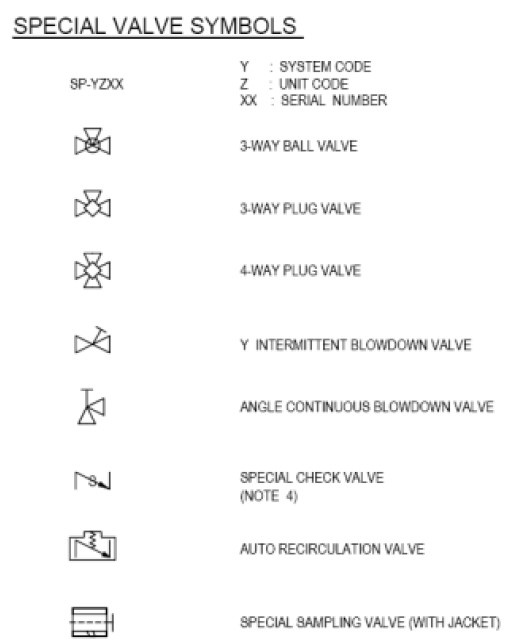 SPECIAL VALVE SYMBOLS
SP-YZXX
Y : SYSTEM CODE
Z : UNIT CODE
XX : SERIAL NUMBER
3-WAY BALL VALVE
3-WAY PLUG VALVE
4-WAY PLUG VALVE
Y INTERMITTENT BLOWDOWN VALVE
ANGLE CONTINUOUS BLOWDOWN VALVE
S
SPECIAL CHECK VALVE
(NOTE 4)
AUTO RECIRCULATION VALVE
SPECIAL SAMPLING VALVE (WITH JACKET)